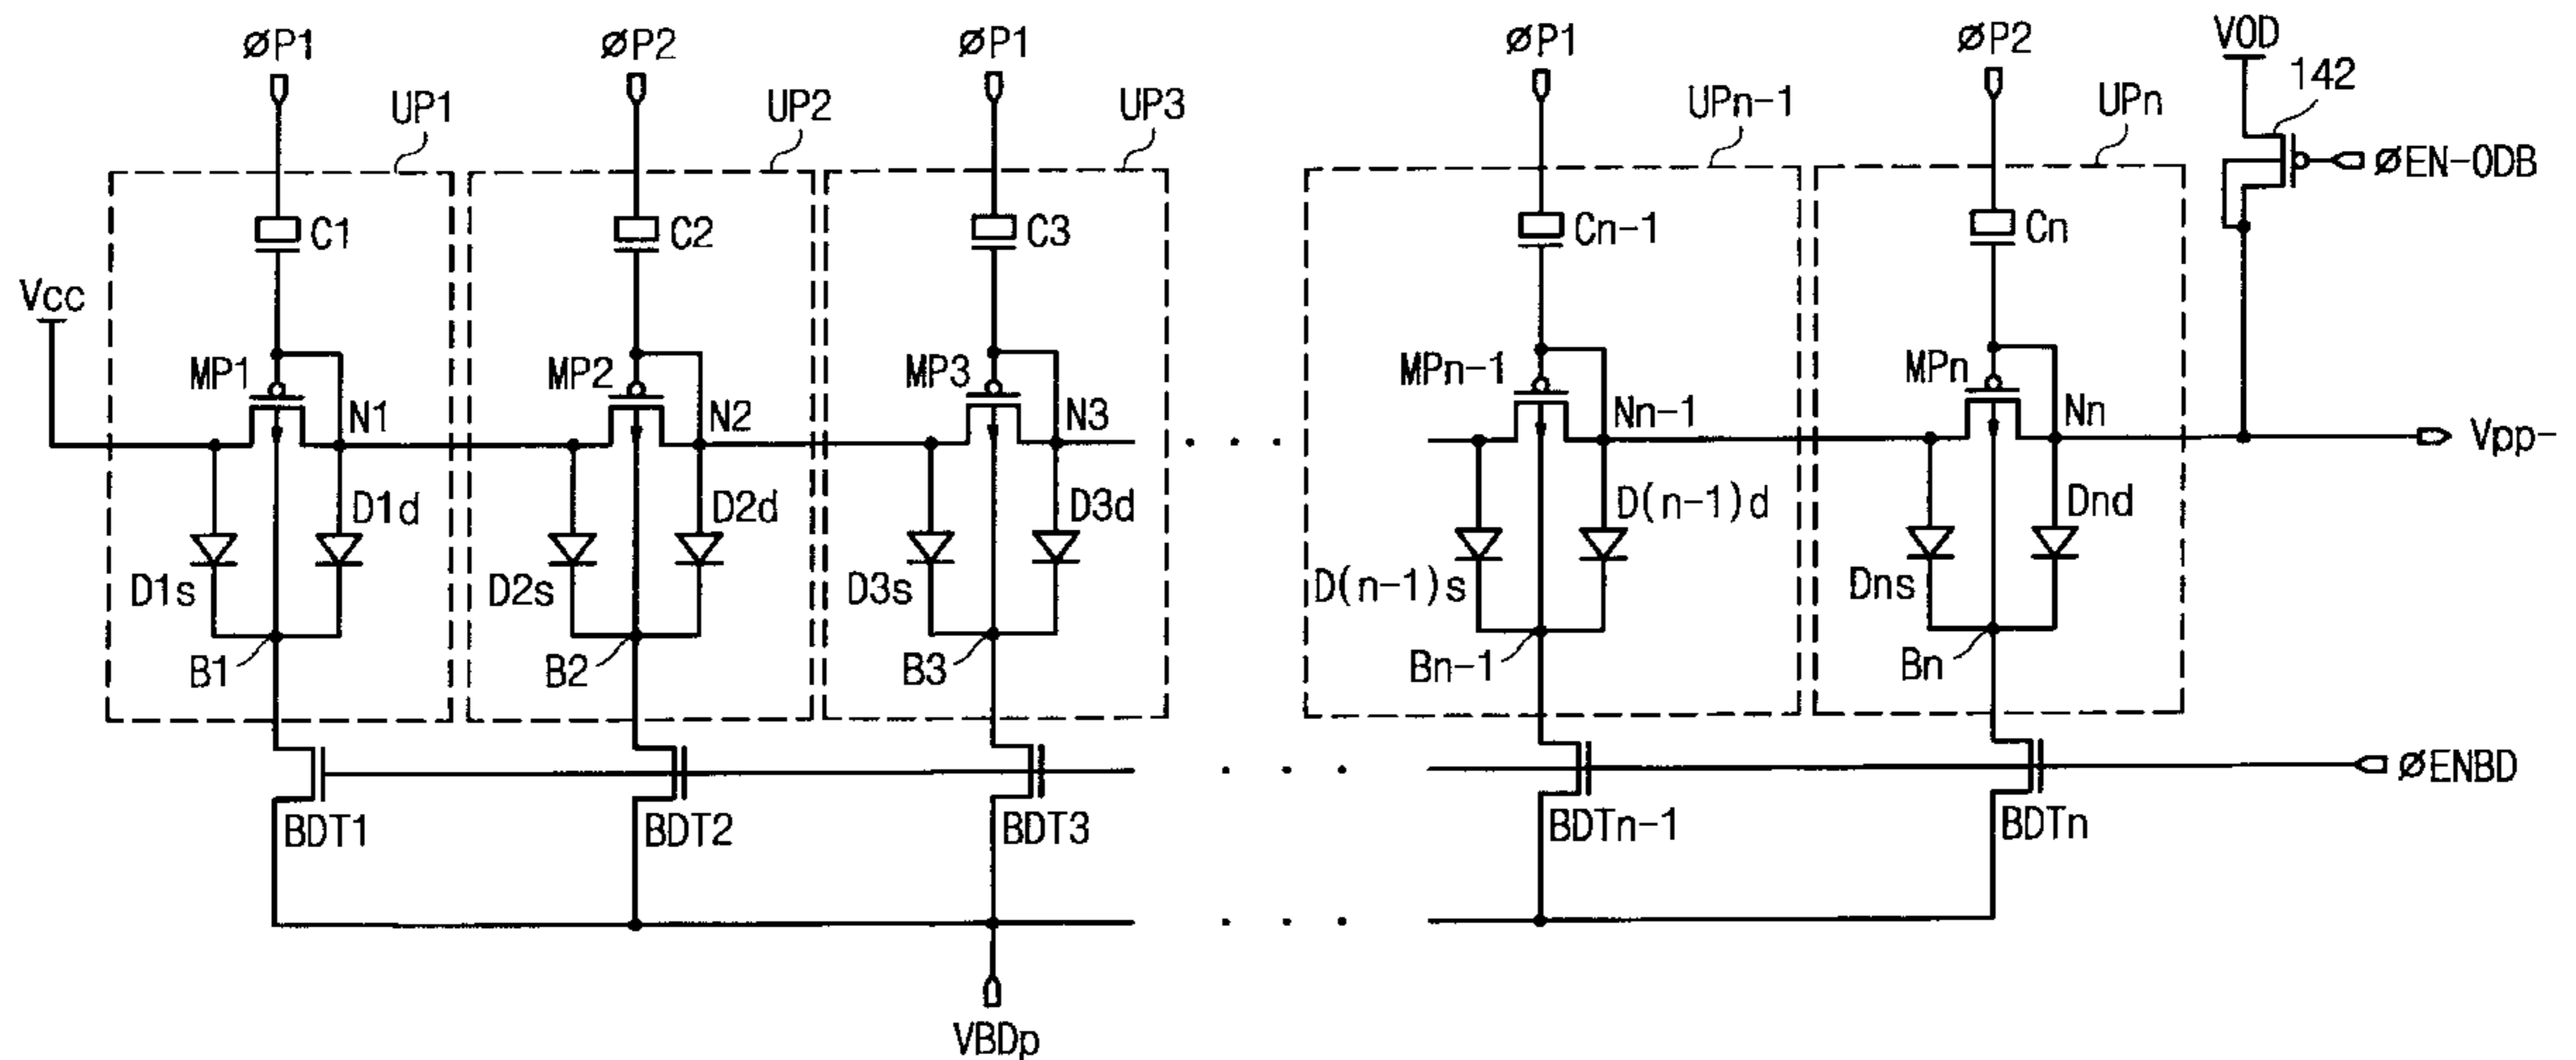 øP1
øP2
øP1
øP1
øP2
VOD
142
UP1
UP2
UP3
UPn-1
UPn
øEN-ODB
C1
C2
C3
Cn-1
Cn
Vcc
MP1
N1
MP2
N2
MP3
N3
MPn-1
Nn-1
MPn
Nn
Vpp-
D1s
D1d
D2s
D2d
D3s
D3d
D(n-1)s
D(n-1)d
Dns
Dnd
B1
B2
B3
Bn-1
Bn
BDT1
BDT2
BDT3
BDTn-1
BDTn
øENBD
VBDp